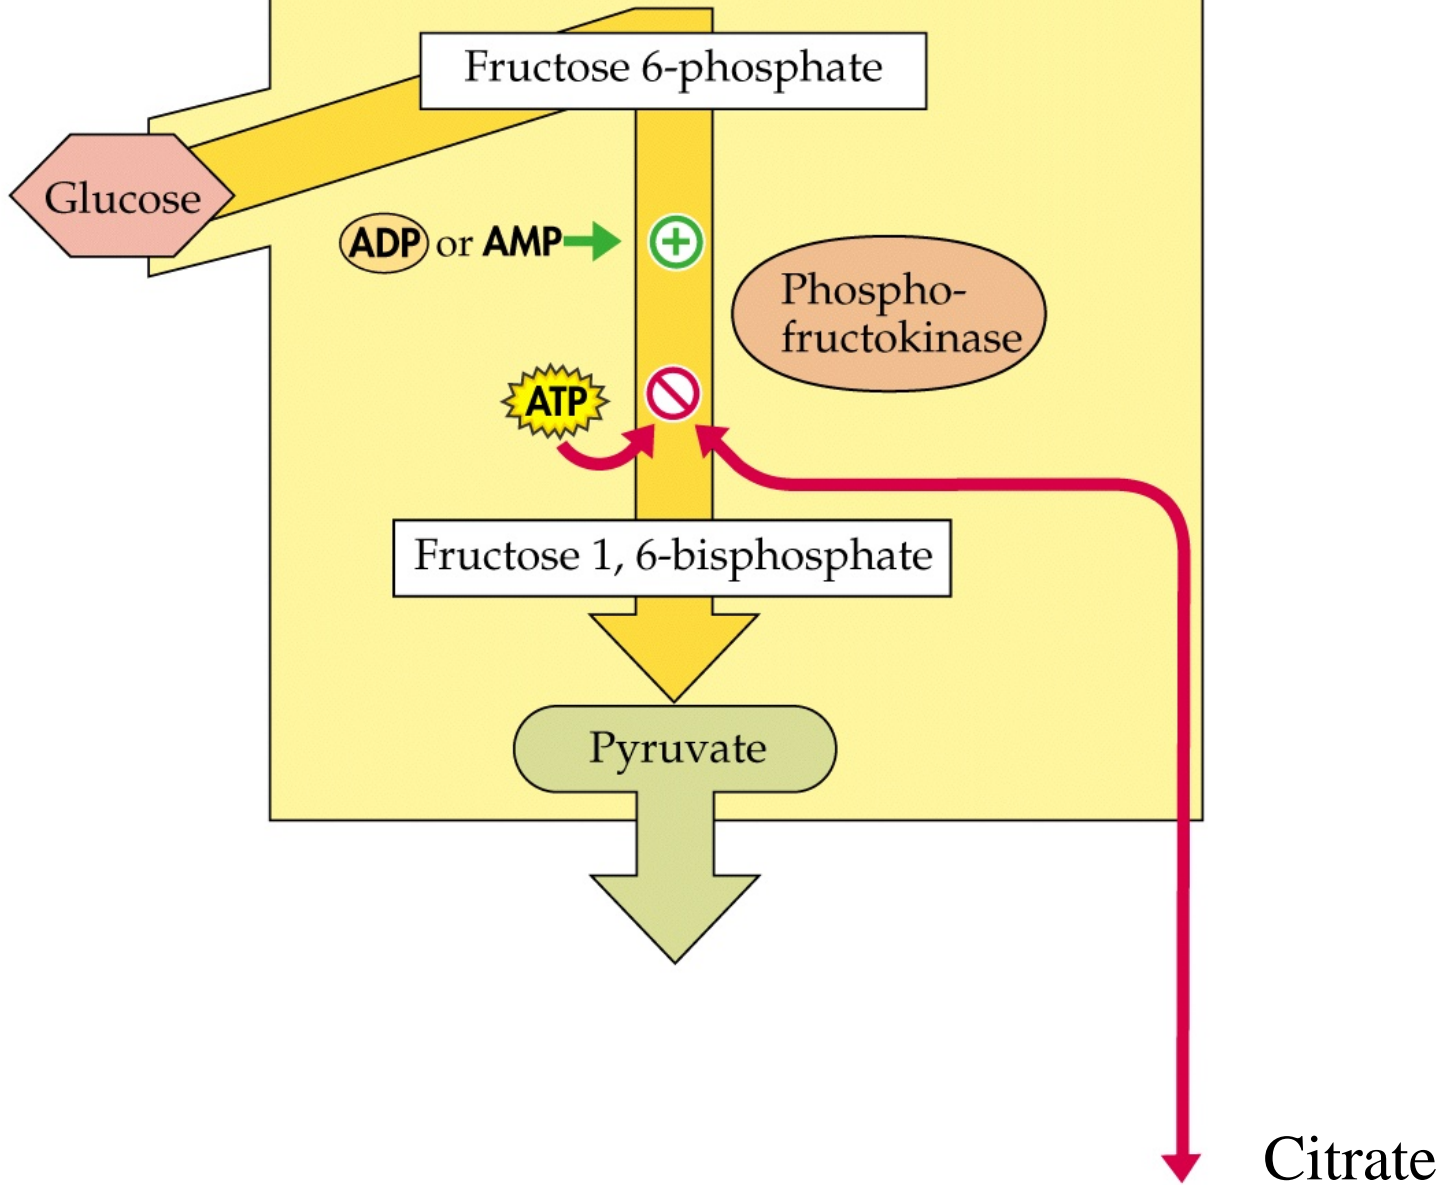 Fructose 6-phosphate
Glucose
ADP or AMP
Phospho-
fructokinase
ATP
Fructose 1, 6-bisphosphate
Pyruvate
Citrate